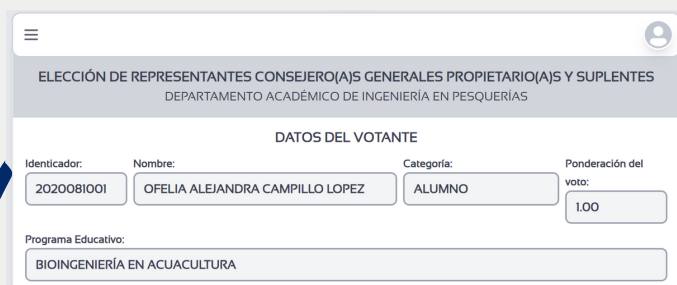 ELECCIÓN DE REPRESENTANTES CONSEJERO(A)S GENERALES PROPIETARIO(A)S Y SUPLENTES
DEPARTAMENTO ACADÉMICO DE INGENIERÍA EN PESQUERÍAS
DATOS DEL VOTANTE
Identicador: Nombre: Categoría: Ponderación del voto:
2020081001 OFELIA ALEJANDRA CAMPILLO LOPEZ ALUMNO 1.00
Programa Educativo:
BIOINGENIERÍA EN ACUACULTURA